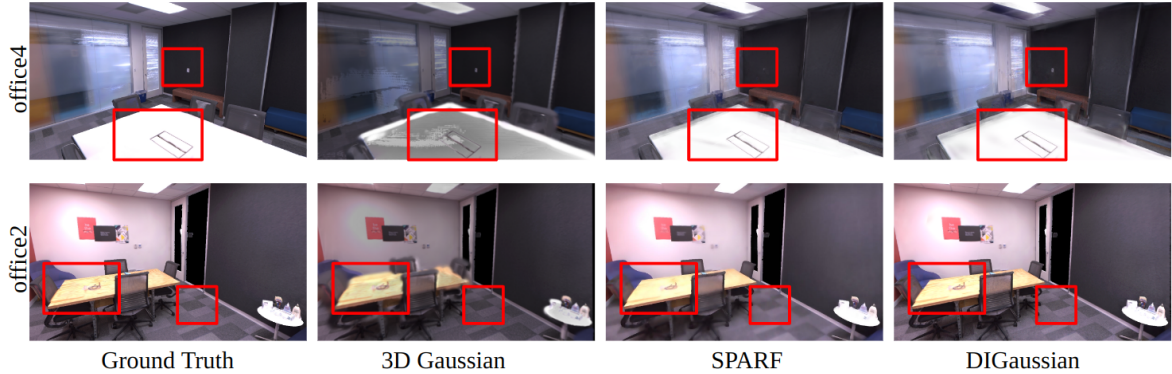 office4
office2
Ground Truth
3D Gaussian
SPARF
DIGaussian